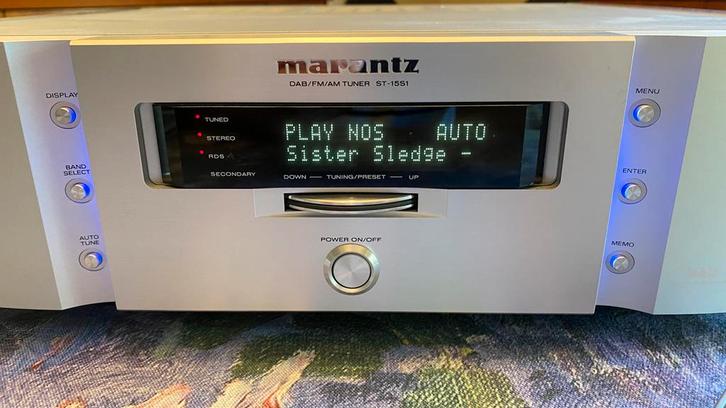 marantz
DAB/FM/AM TUNER ST-15S1
DISPLAY
MENU
TUNED
STEREO
RDS
SECONDARY
PLAY NOS AUTO
Sister Sledge -
BAND SELECT
ENTER
DOWN — TUNING/PRESET — UP
AUTO TUNE
MEMO
POWER ON/OFF